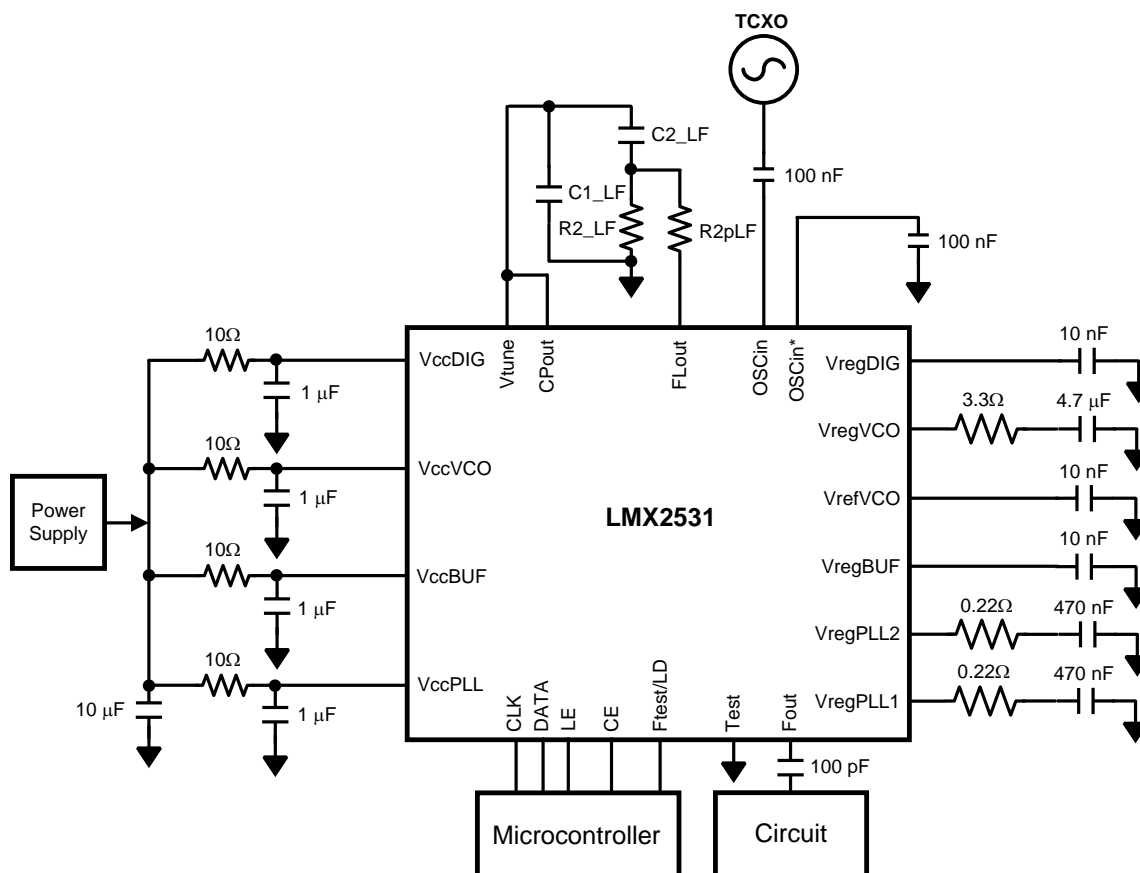 TCXO
C2_LF
100 nF
C1_LF
R2_LF
R2pLF
100 nF
10Ω
VccDIG
1 µF
10Ω
VccVCO
1 µF
Power
Supply
10Ω
VccBUF
1 µF
10Ω
VccPLL
10 µF
1 µF
Vtune
CPout
FLout
OSCin
OSCin*
LMX2531
10 nF
VregDIG
3.3Ω
4.7 µF
VregVCO
10 nF
VrefVCO
10 nF
VregBUF
0.22Ω
470 nF
VregPLL2
0.22Ω
470 nF
VregPLL1
CLK
DATA
LE
CE
Ftest/LD
Test
Fout
100 pF
Microcontroller
Circuit